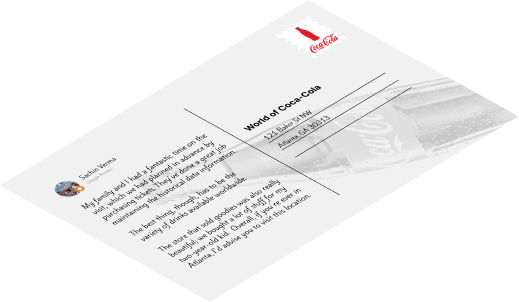 Coca-Cola
World of Coca-Cola
121 Baker St NW
Atlanta, GA 30313
Sachin Verma
My family and I had a fantastic time on the
visit, which we had planned in advance by
purchasing tickets. They've done a great job
maintaining the historical data information.
The best thing, though, has to be the
variety of drinks available worldwide.
The store that sold goodies was also really
beautiful; we bought a lot of stuff for my
two-year-old kid. Overall, if you're ever in
Atlanta, I'd advise you to visit this location.